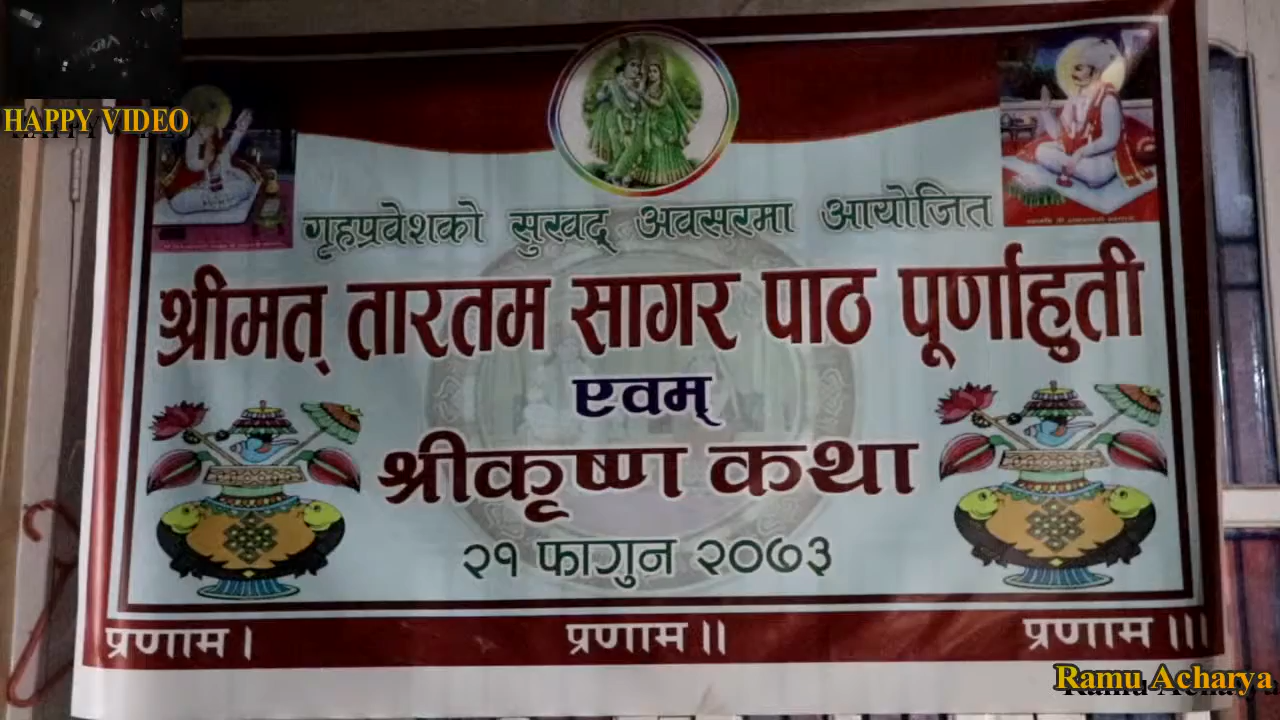 HAPPY VIDEO
गृहप्रवेशको सुखद् अवसरमा आयोजित
श्रीमत् तारतम सागर पाठ पूर्णाहुती
एवम्
श्रीकृष्ण कथा
२१ फागुन २०७३
प्रणाम । प्रणाम ।। प्रणाम ।।।
Ramu Acharya